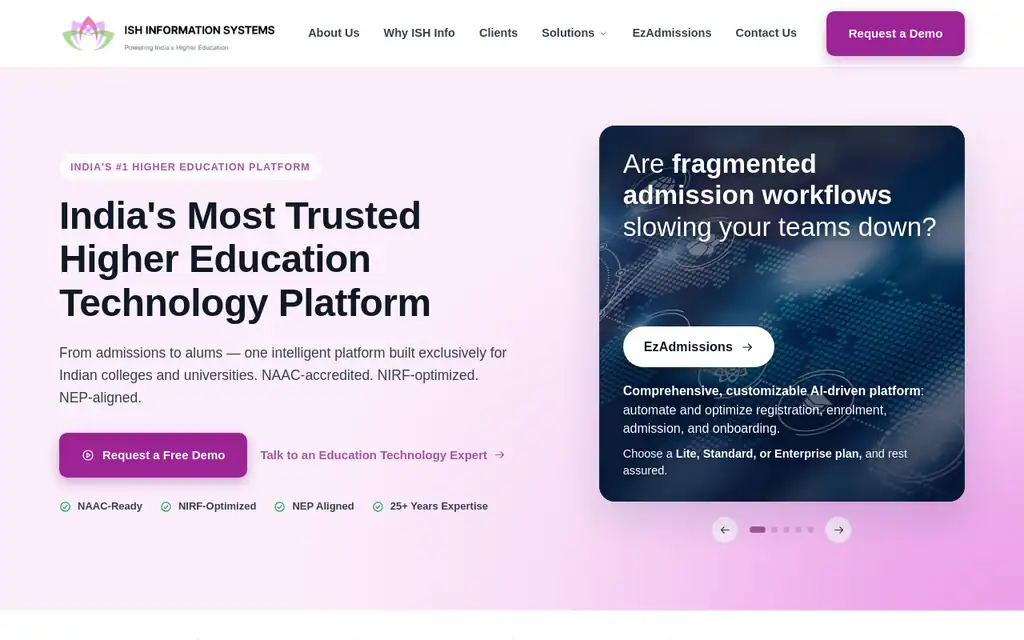 ISH INFORMATION SYSTEMS
Powering India's Higher Education
About Us
Why ISH Info
Clients
Solutions
EzAdmissions
Contact Us
Request a Demo
INDIA'S #1 HIGHER EDUCATION PLATFORM
India's Most Trusted
Higher Education
Technology Platform
From admissions to alums — one intelligent platform built exclusively for
Indian colleges and universities. NAAC-accredited. NIRF-optimized.
NEP-aligned.
Request a Free Demo
Talk to an Education Technology Expert →
NAAC-Ready
NIRF-Optimized
NEP Aligned
25+ Years Expertise
Are fragmented
admission workflows
slowing your teams down?
EzAdmissions →
Comprehensive, customizable AI-driven platform:
automate and optimize registration, enrolment,
admission, and onboarding.
Choose a Lite, Standard, or Enterprise plan, and rest
assured.